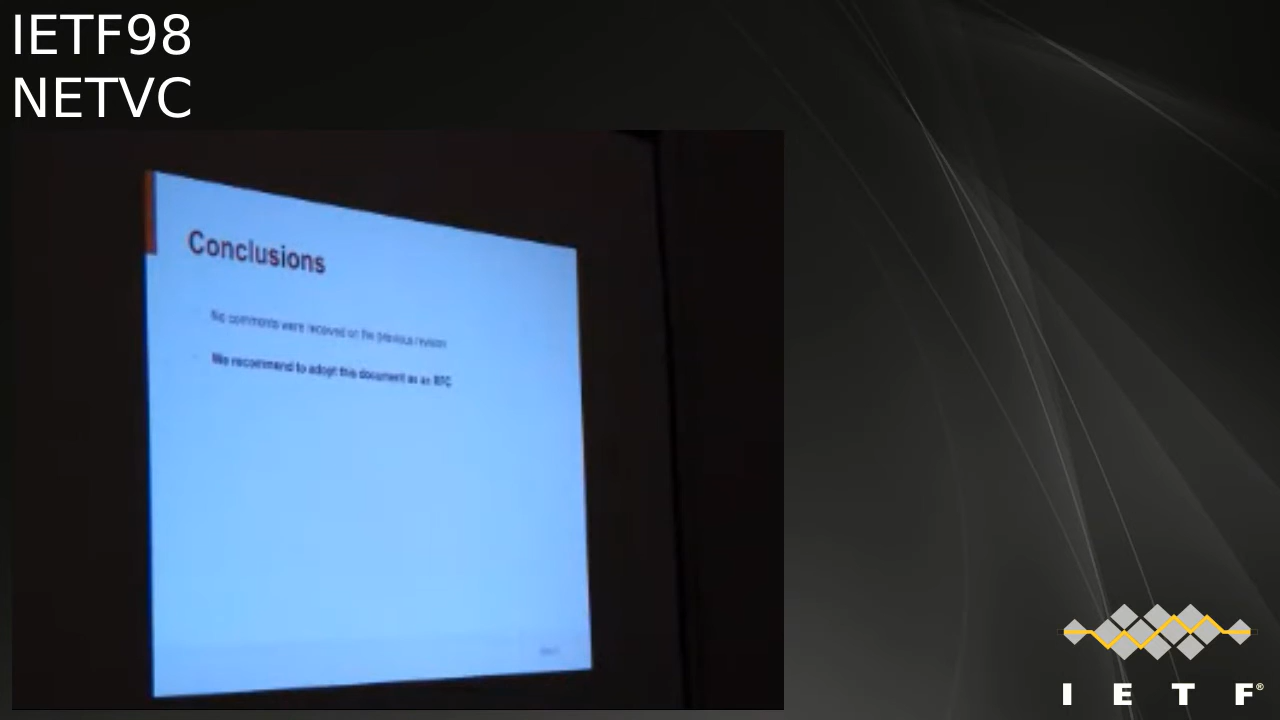 IETF98
NETVC
Conclusions
No comments were received on the previous revision
We recommend to adopt this document as an RFC
I E T F®